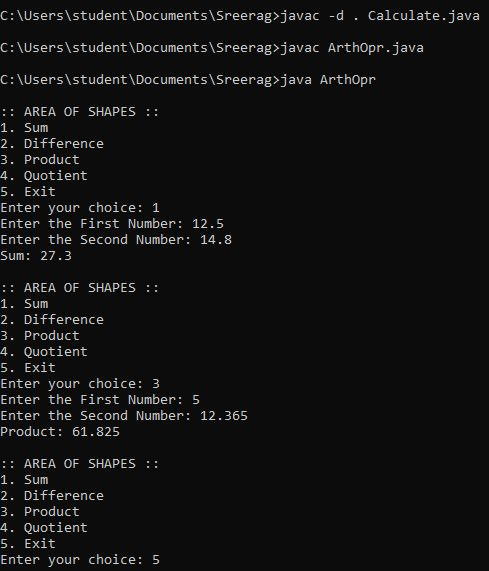 C:\Users\student\Documents\Sreerag>javac -d . Calculate.java
C:\Users\student\Documents\Sreerag>javac ArthOpr.java
C:\Users\student\Documents\Sreerag>java ArthOpr
:: AREA OF SHAPES ::
1. Sum
2. Difference
3. Product
4. Quotient
5. Exit
Enter your choice: 1
Enter the First Number: 12.5
Enter the Second Number: 14.8
Sum: 27.3
:: AREA OF SHAPES ::
1. Sum
2. Difference
3. Product
4. Quotient
5. Exit
Enter your choice: 3
Enter the First Number: 5
Enter the Second Number: 12.365
Product: 61.825
:: AREA OF SHAPES ::
1. Sum
2. Difference
3. Product
4. Quotient
5. Exit
Enter your choice: 5